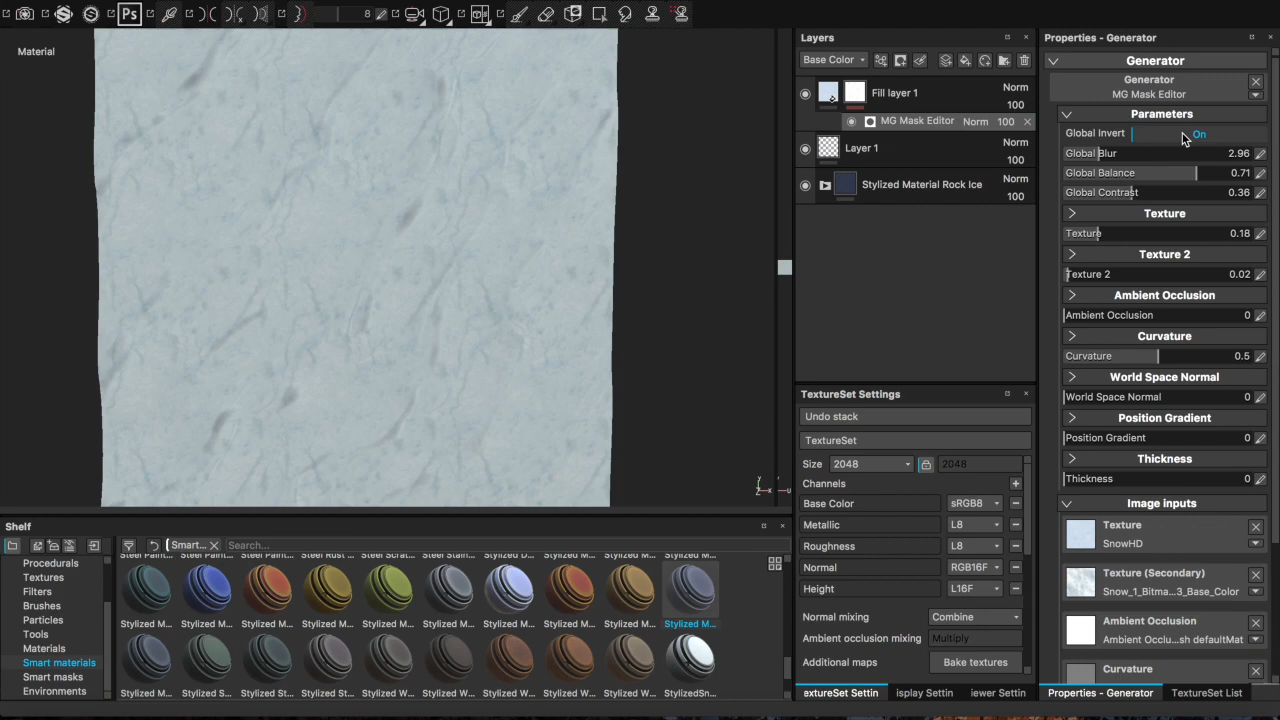 Ps
8
Material
Layers
Base Color
Fill layer 1
Norm
100
MG Mask Editor Norm 100
Layer 1
Norm
100
Stylized Material Rock Ice
Norm
100
TextureSet Settings
Undo stack
TextureSet
Size 2048 2048
Channels
Base Color sRGB8
Metallic L8
Roughness L8
Normal RGB16F
Height L16F
Normal mixing Combine
Ambient occlusion mixing Multiply
Additional maps Bake textures
extureSet Settin isplay Settin iewer Settin
Properties - Generator
Generator
Generator
MG Mask Editor
Parameters
Global Invert On
Global Blur 2.96
Global Balance 0.71
Global Contrast 0.36
Texture
Texture 0.18
Texture 2
Texture 2 0.02
Ambient Occlusion
Ambient Occlusion 0
Curvature
Curvature 0.5
World Space Normal
World Space Normal 0
Position Gradient
Position Gradient 0
Thickness
Thickness 0
Image inputs
Texture
SnowHD
Texture (Secondary)
Snow_1_Bitma...3_Base_Color
Ambient Occlusion
Ambient Occlu...sh defaultMat
Curvature
Properties - Generator TextureSet List
Shelf
Smart...
Search...
Procedurals
Textures
Filters
Brushes
Particles
Tools
Materials
Smart materials
Smart masks
Environments
Stylized M... Stylized M... Stylized M... Stylized M... Stylized M... Stylized M... Stylized M... Stylized M... Stylized M... Stylized M...
Stylized M... Stylized S... Stylized St... Stylized St... Stylized W... Stylized W... Stylized W... Stylized W... Stylized W... StylizedSn...